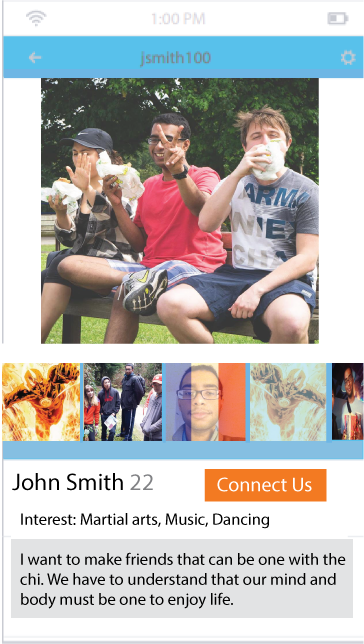 1:00 PM
jsmith100
ARMY
John Smith 22
Connect Us
Interest: Martial arts, Music, Dancing
I want to make friends that can be one with the
chi. We have to understand that our mind and
body must be one to enjoy life.